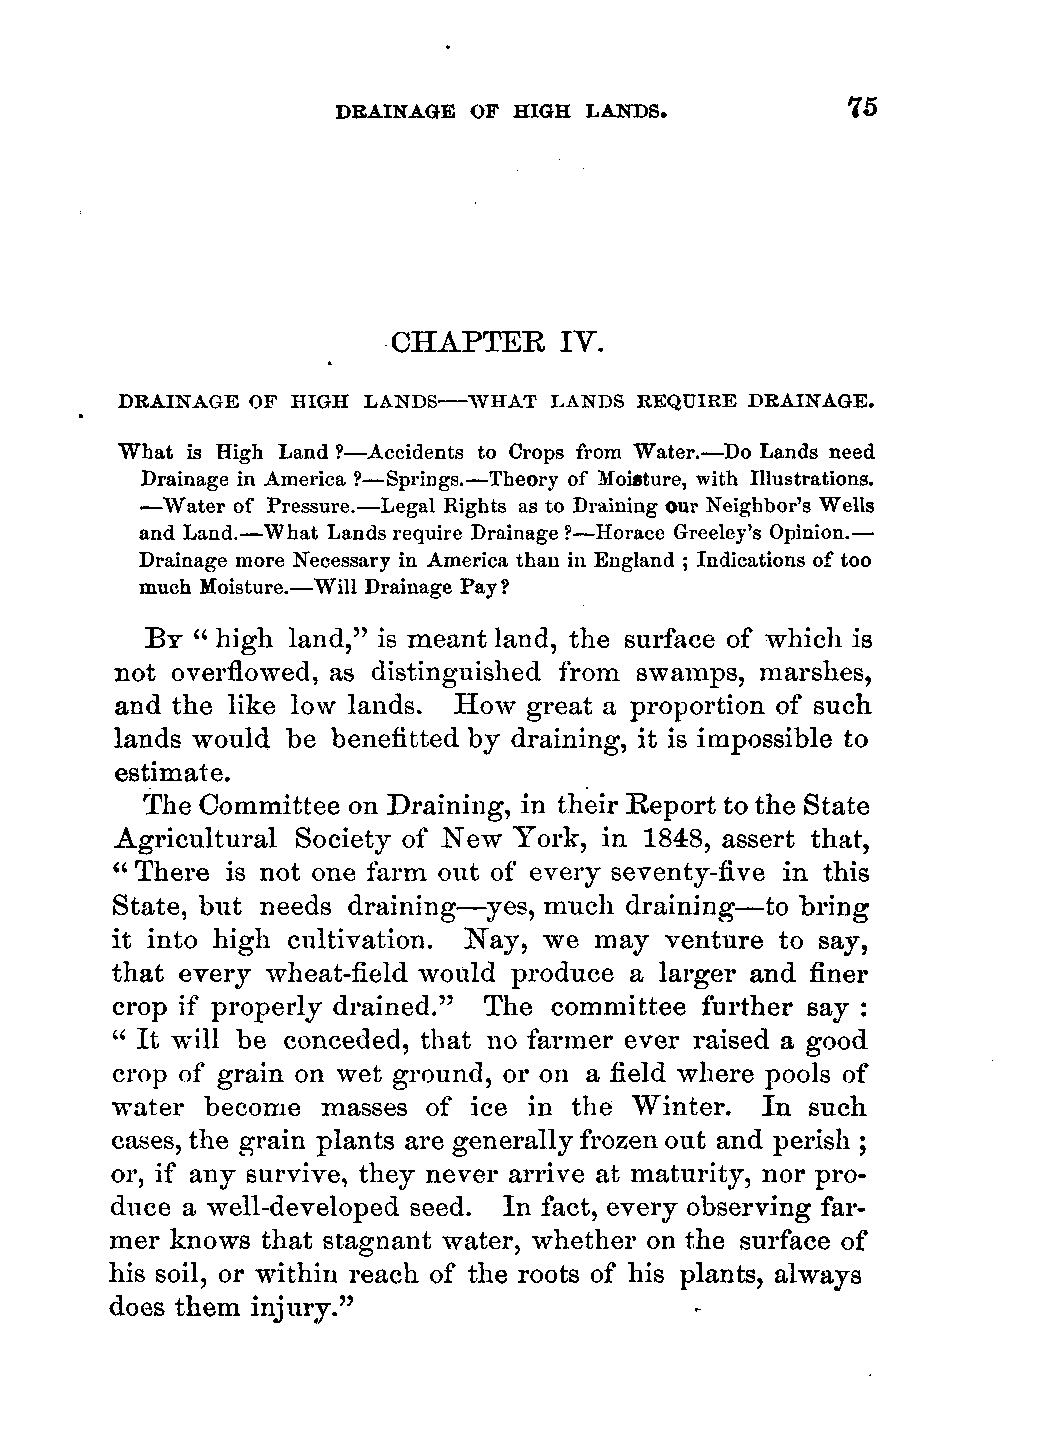 DRAINAGE OF HIGH LANDS. 75
CHAPTER IV.
DRAINAGE OF HIGH LANDS—WHAT LANDS REQUIRE DRAINAGE.
What is High Land ?—Accidents to Crops from Water.—Do Lands need
Drainage in America ?—Springs.—Theory of Moisture, with Illustrations.
—Water of Pressure.—Legal Rights as to Draining our Neighbor's Wells
and Land.—What Lands require Drainage ?—Horace Greeley's Opinion.—
Drainage more Necessary in America than in England ; Indications of too
much Moisture.—Will Drainage Pay?
By “ high land,” is meant land, the surface of which is
not overflowed, as distinguished from swamps, marshes,
and the like low lands. How great a proportion of such
lands would be benefitted by draining, it is impossible to
estimate.
The Committee on Draining, in their Report to the State
Agricultural Society of New York, in 1848, assert that,
“ There is not one farm out of every seventy-five in this
State, but needs draining—yes, much draining—to bring
it into high cultivation. Nay, we may venture to say,
that every wheat-field would produce a larger and finer
crop if properly drained.” The committee further say :
“ It will be conceded, that no farmer ever raised a good
crop of grain on wet ground, or on a field where pools of
water become masses of ice in the Winter. In such
cases, the grain plants are generally frozen out and perish ;
or, if any survive, they never arrive at maturity, nor pro-
duce a well-developed seed. In fact, every observing far-
mer knows that stagnant water, whether on the surface of
his soil, or within reach of the roots of his plants, always
does them injury.”